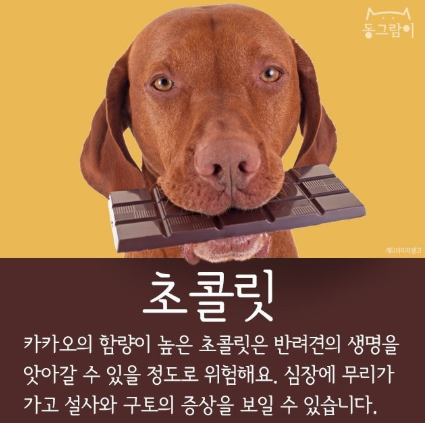 동그람이
게티이미지뱅크
초콜릿
카카오의 함량이 높은 초콜릿은 반려견의 생명을
앗아갈 수 있을 정도로 위험해요. 심장에 무리가
가고 설사와 구토의 증상을 보일 수 있습니다.